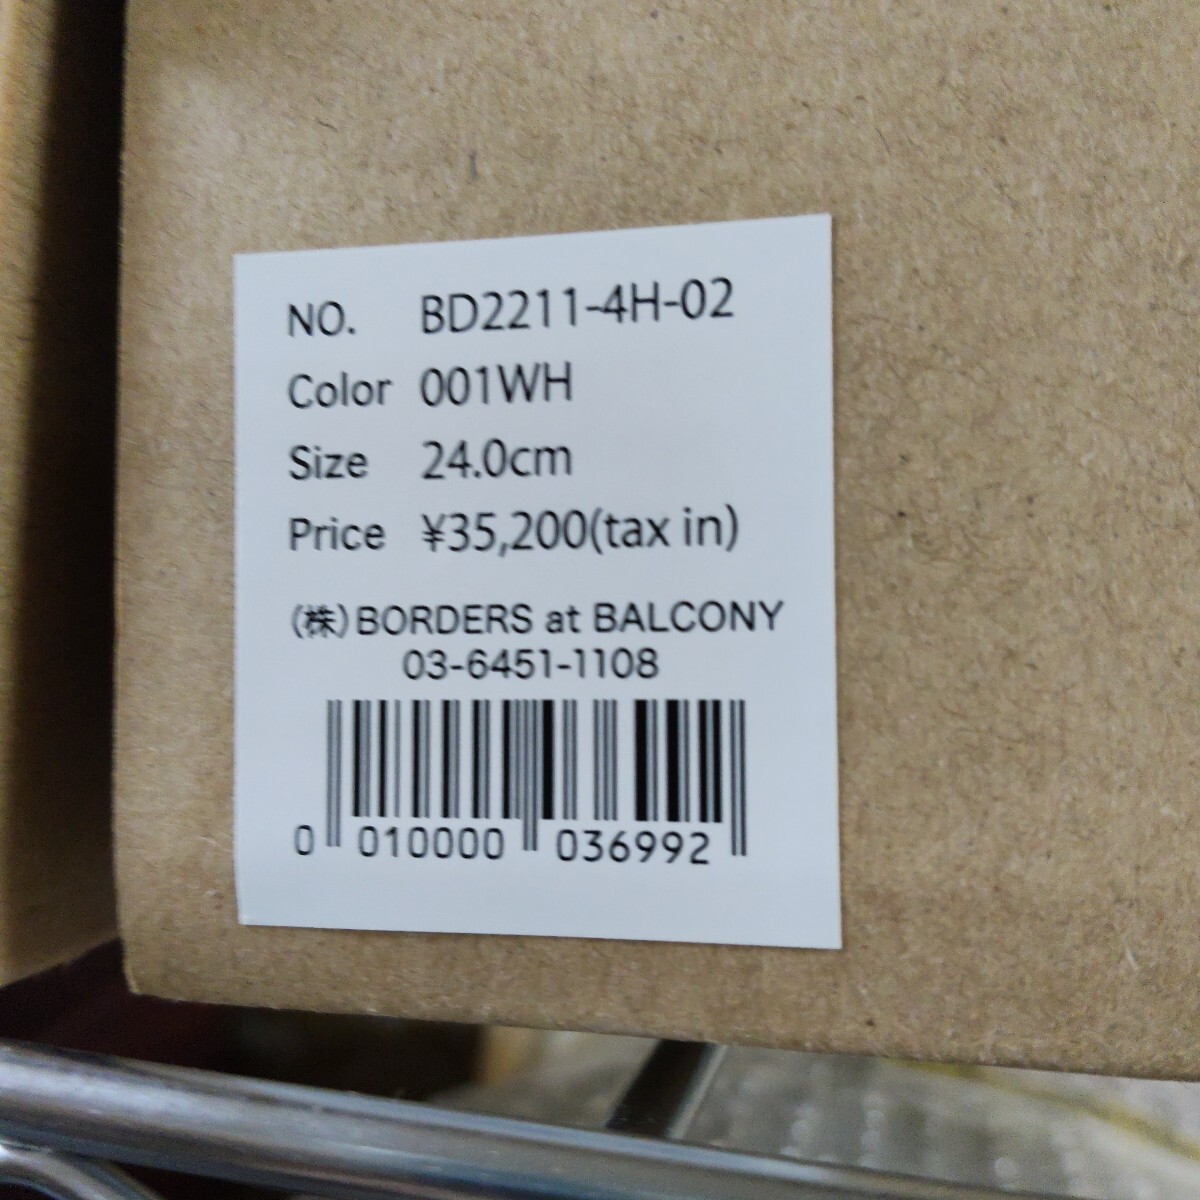 NO. BD2211-4H-02
Color 001WH
Size 24.0cm
Price ¥35,200(tax in)
(株)BORDERS at BALCONY
03-6451-1108
0 010000 036992